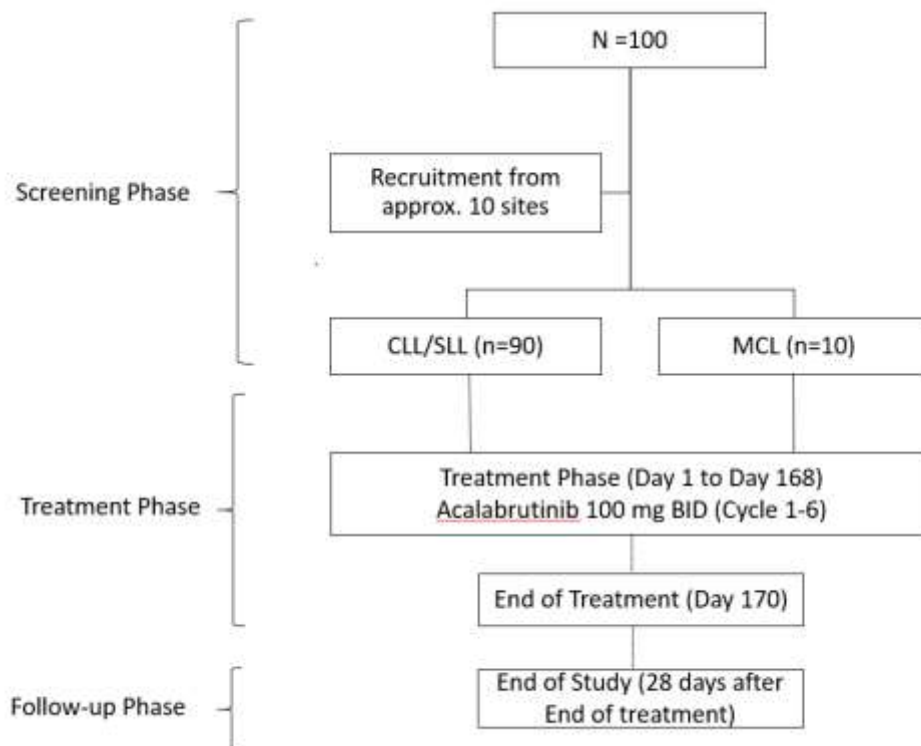 N =100
Recruitment from
approx. 10 sites
Screening Phase
CLL/SLL (n=90)
MCL (n=10)
Treatment Phase (Day 1 to Day 168)
Acalabrutinib 100 mg BID (Cycle 1-6)
Treatment Phase
End of Treatment (Day 170)
End of Study (28 days after
End of treatment)
Follow-up Phase